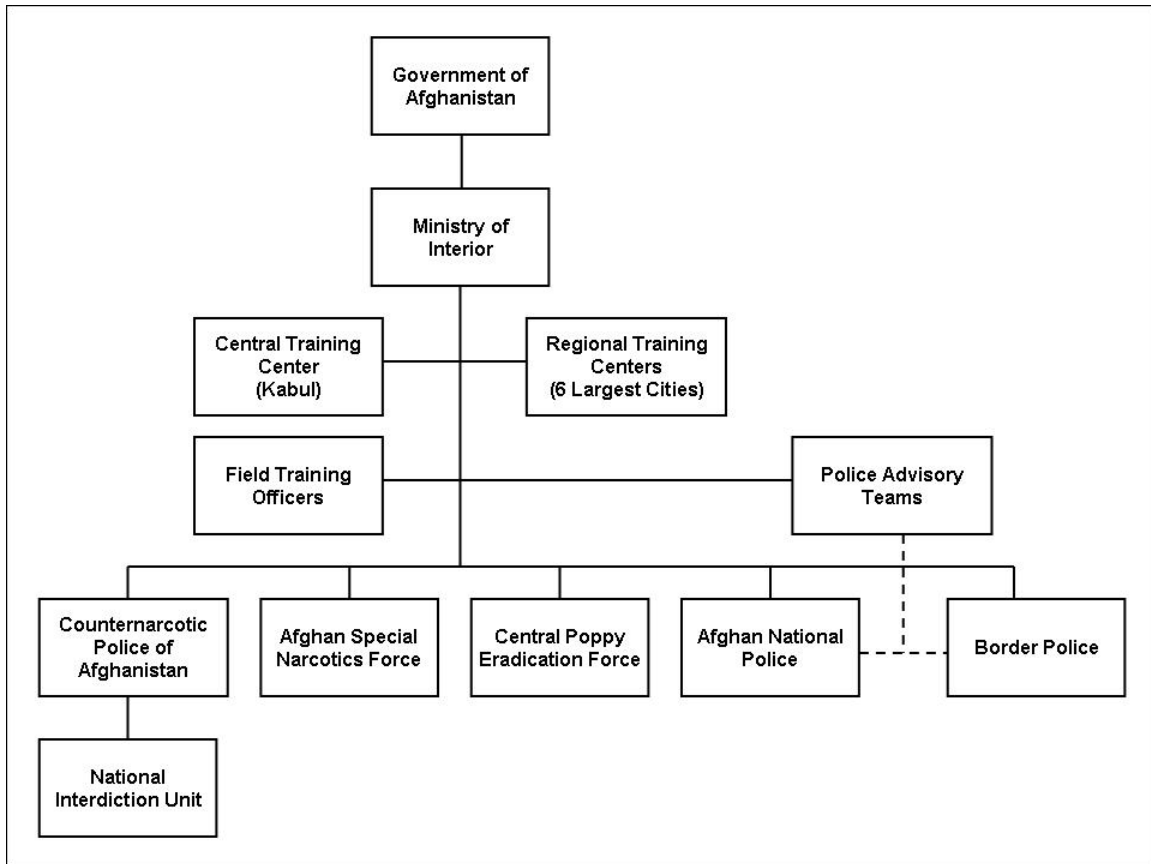 Government of
Afghanistan
Ministry of
Interior
Central Training
Center
(Kabul)
Regional Training
Centers
(6 Largest Cities)
Field Training
Officers
Police Advisory
Teams
Counternarcotic
Police of
Afghanistan
Afghan Special
Narcotics Force
Central Poppy
Eradication Force
Afghan National
Police
Border Police
National
Interdiction Unit